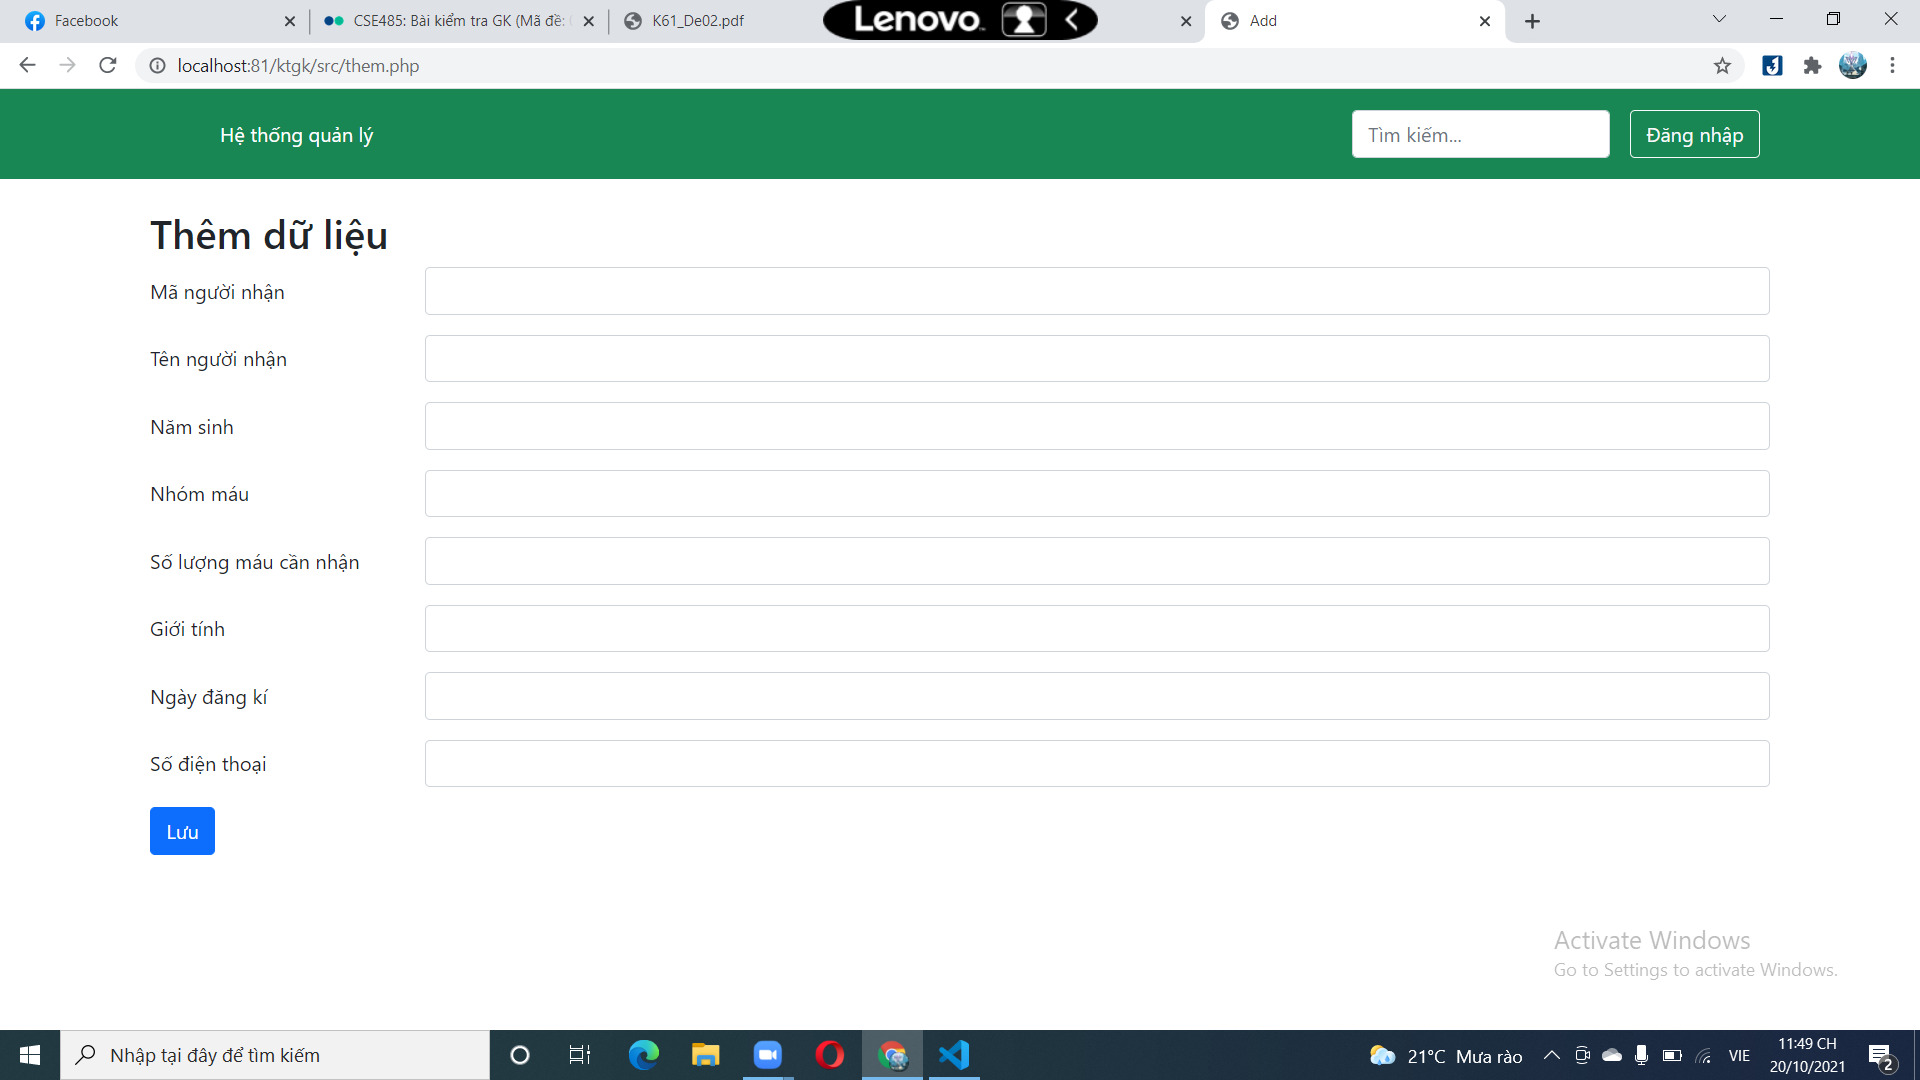 Facebook
CSE485: Bài kiểm tra GK (Mã đề:
K61_De02.pdf
Lenovo
Add
localhost:81/ktgk/src/them.php
Hệ thống quản lý
Tìm kiếm...
Đăng nhập
Thêm dữ liệu
Mã người nhận
Tên người nhận
Năm sinh
Nhóm máu
Số lượng máu cần nhận
Giới tính
Ngày đăng kí
Số điện thoại
Lưu
Activate Windows
Go to Settings to activate Windows.
Nhập tại đây để tìm kiếm
21°C Mưa rào
VIE
11:49 CH
20/10/2021
2